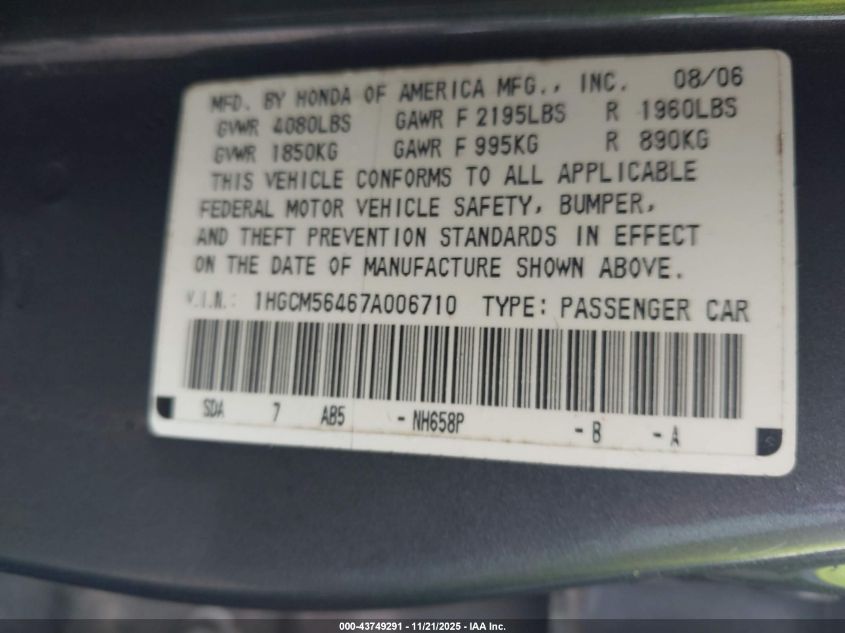 MFD. BY HONDA OF AMERICA MFG., INC. 08/06
GVWR 4080LBS GAWR F 2195LBS R 1960LBS
GVWR 1850KG GAWR F 995KG R 890KG
THIS VEHICLE CONFORMS TO ALL APPLICABLE
FEDERAL MOTOR VEHICLE SAFETY, BUMPER,
AND THEFT PREVENTION STANDARDS IN EFFECT
ON THE DATE OF MANUFACTURE SHOWN ABOVE.
V.I.N.: 1HGCM56467A006710 TYPE: PASSENGER CAR
SDA 7 AB5 - NH658P - B - A
000-43749291 - 11/21/2025 - IAA Inc.